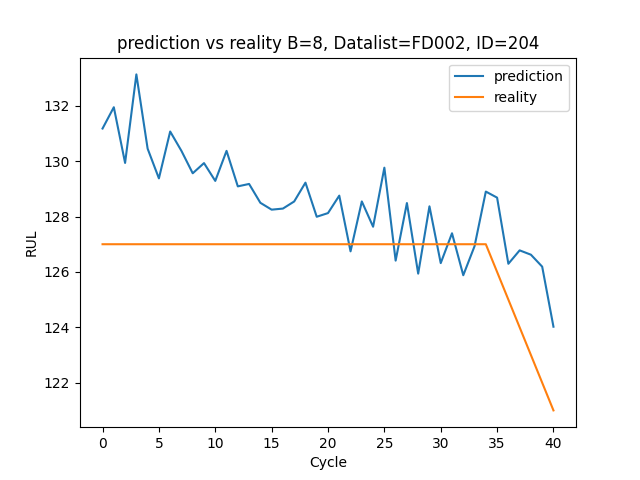 prediction vs reality B=8, Datalist=FD002, ID=204
prediction
reality
132
130
128
126
124
122
RUL
0 5 10 15 20 25 30 35 40
Cycle